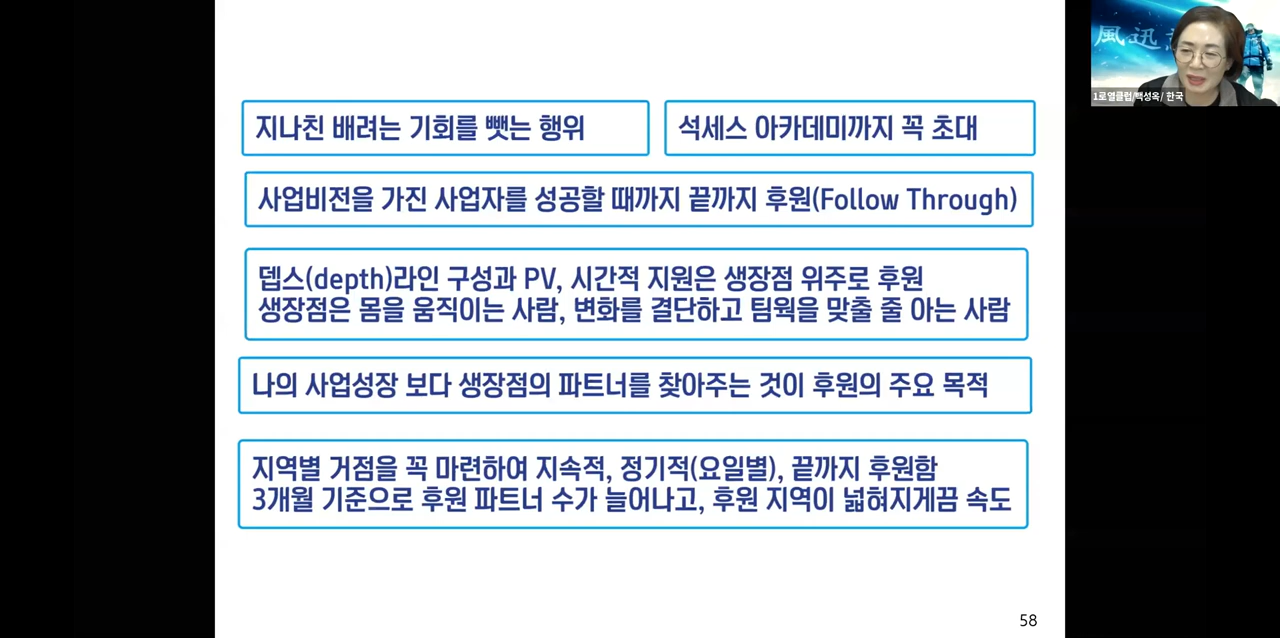 지나친 배려는 기회를 뺏는 행위
석세스 아카데미까지 꼭 초대
사업비전을 가진 사업자를 성공할 때까지 끝까지 후원(Follow Through)
뎁스(depth)라인 구성과 PV, 시간적 지원은 생장점 위주로 후원
생장점은 몸을 움직이는 사람, 변화를 결단하고 팀웍을 맞출 줄 아는 사람
나의 사업성장 보다 생장점의 파트너를 찾아주는 것이 후원의 주요 목적
지역별 거점을 꼭 마련하여 지속적, 정기적(요일별), 끝까지 후원함
3개월 기준으로 후원 파트너 수가 늘어나고, 후원 지역이 넓혀지게끔 속도
58
風迅
1로열클럽/백성옥/ 한국